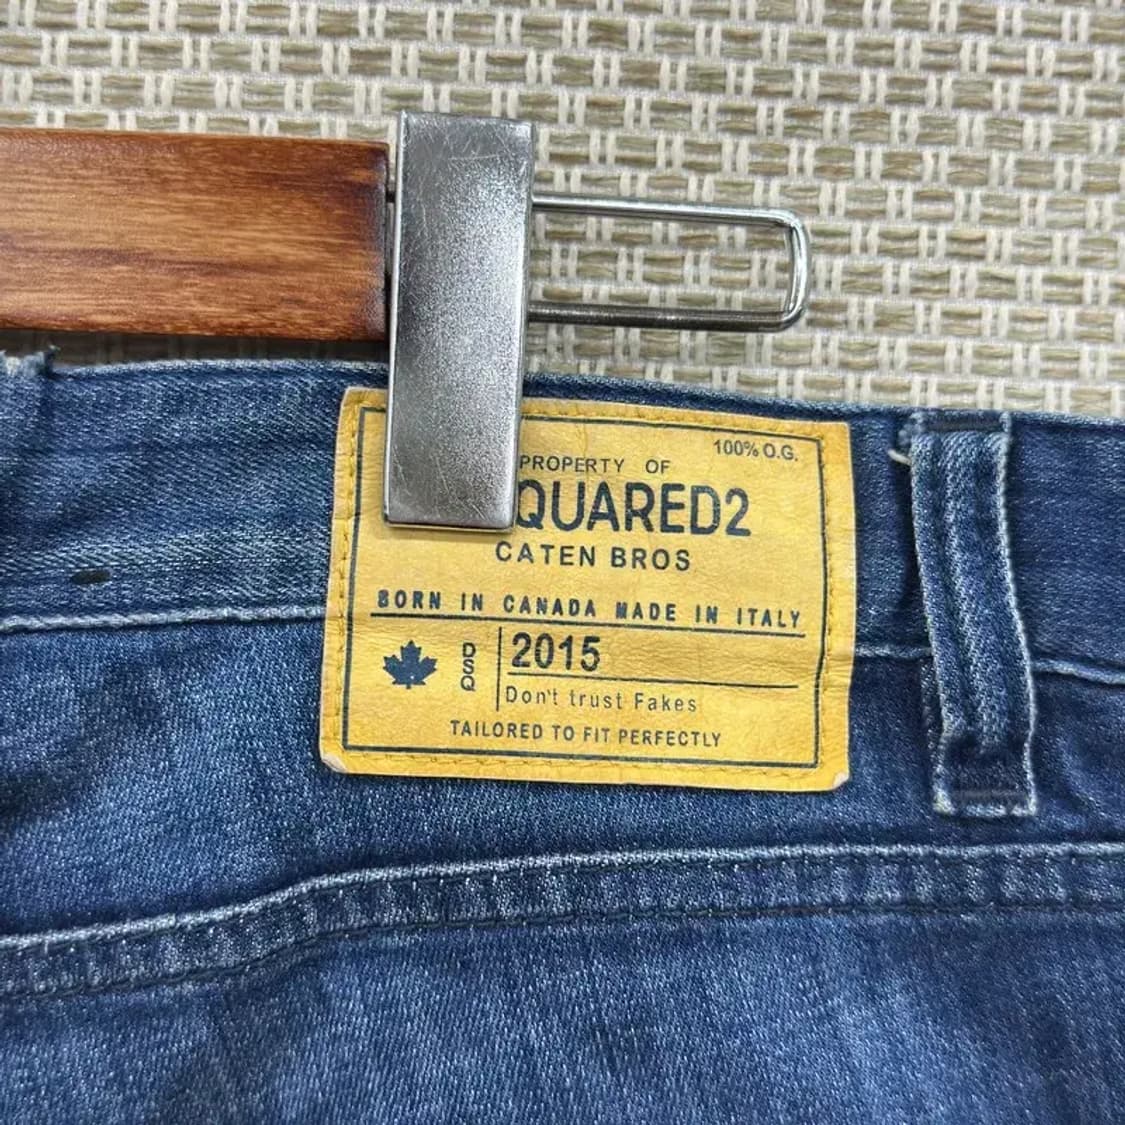 100% O.G.
PROPERTY OF
QUARED2
CATEN BROS
BORN IN CANADA MADE IN ITALY
DSQ
2015
Don't trust Fakes
TAILORED TO FIT PERFECTLY